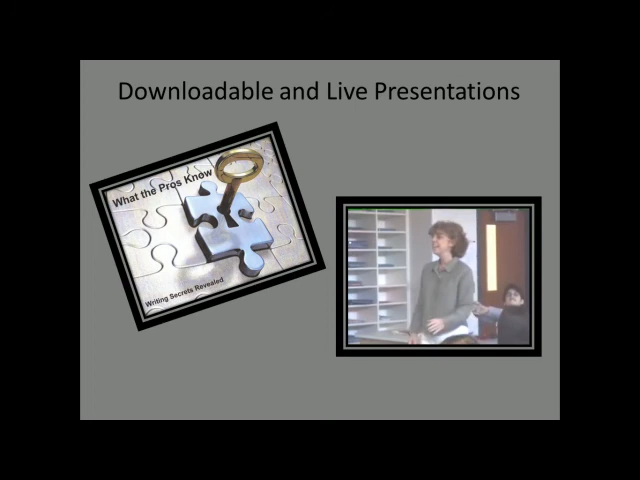 Downloadable and Live Presentations
What the Pros Know
Writing Secrets Revealed